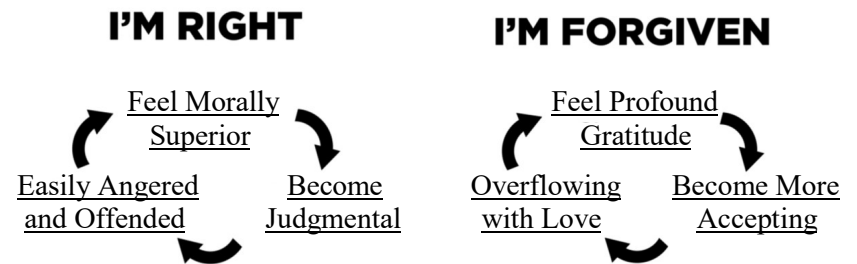 I'M RIGHT
Feel Morally
Superior
Become
Judgmental
Easily Angered
and Offended
I'M FORGIVEN
Feel Profound
Gratitude
Become More
Accepting
Overflowing
with Love